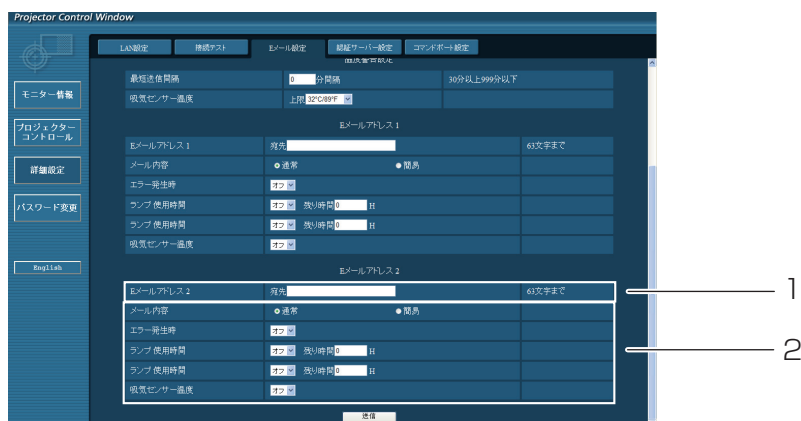 Projector Control Window
LAN設定 接続テスト Eメール設定 認証サーバー設定 コマンドポート設定
温度警告設定
最短送信間隔 0 分間隔 30分以上999分以下
吸気センサー温度 上限 32°C/89°F
Eメールアドレス 1
Eメールアドレス 1 宛先 63文字まで
メール内容 通常 簡易
エラー発生時 オフ
ランプ 使用時間 オフ 残り時間 0 H
ランプ 使用時間 オフ 残り時間 0 H
吸気センサー温度 オフ
Eメールアドレス 2
Eメールアドレス 2 宛先 63文字まで
メール内容 通常 簡易
エラー発生時 オフ
ランプ 使用時間 オフ 残り時間 0 H
ランプ 使用時間 オフ 残り時間 0 H
吸気センサー温度 オフ
送信
モニター情報
プロジェクター
コントロール
詳細設定
パスワード変更
English
1
2